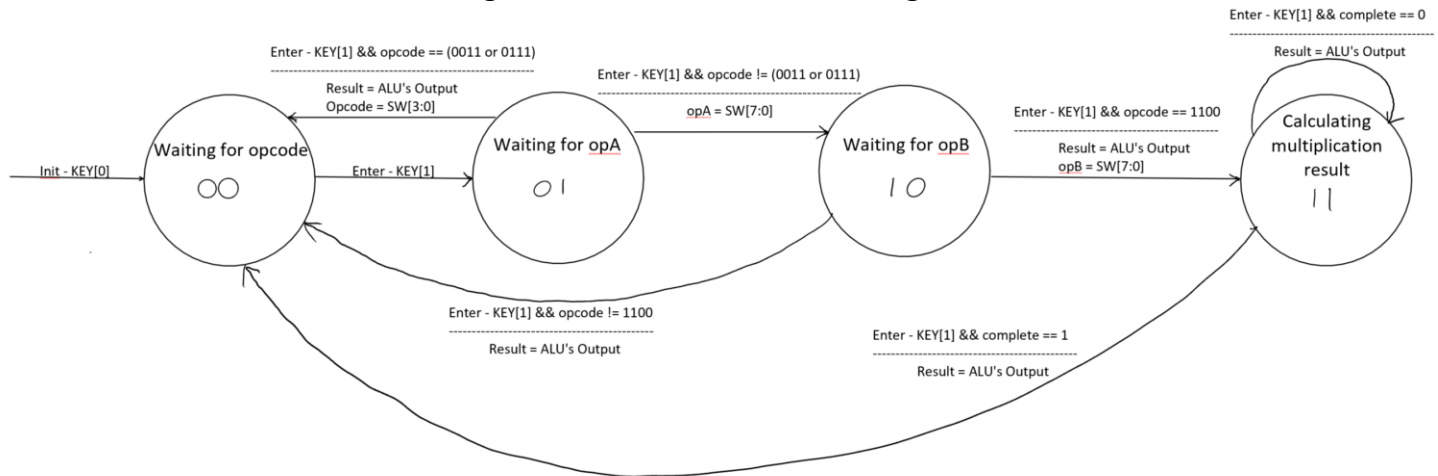 Enter - KEY[1] && complete == 0
--------------------------------------------
Result = ALU's Output
Enter - KEY[1] && opcode == (0011 or 0111)
--------------------------------------------
Result = ALU's Output
Opcode = SW[3:0]
Enter - KEY[1] && opcode != (0011 or 0111)
--------------------------------------------
opA = SW[7:0]
Enter - KEY[1] && opcode == 1100
--------------------------------------------
Result = ALU's Output
opB = SW[7:0]
Init - KEY[0]
Waiting for opcode
00
Enter - KEY[1]
Waiting for opA
01
Waiting for opB
10
Calculating
multiplication
result
11
Enter - KEY[1] && opcode != 1100
--------------------------------------------
Result = ALU's Output
Enter - KEY[1] && complete == 1
--------------------------------------------
Result = ALU's Output